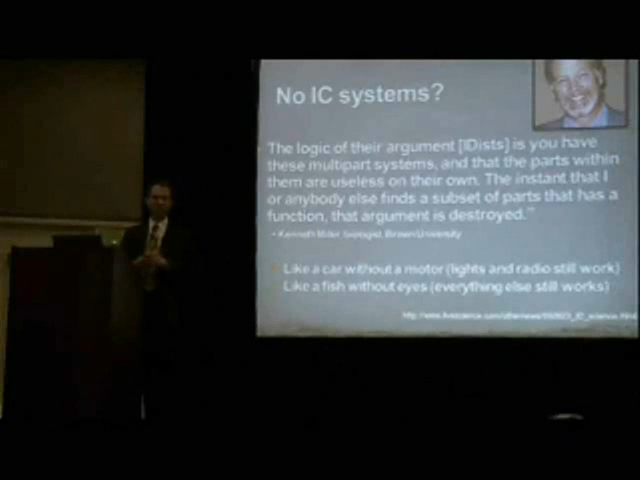 No IC systems?
The logic of their argument [IDists] is you have
these multipart systems, and that the parts within
them are useless on their own. The instant that I
or anybody else finds a subset of parts that has a
function, that argument is destroyed."
Brown University
Like a car without a motor (lights and radio still work)
Like a fish without eyes (everything else still works)